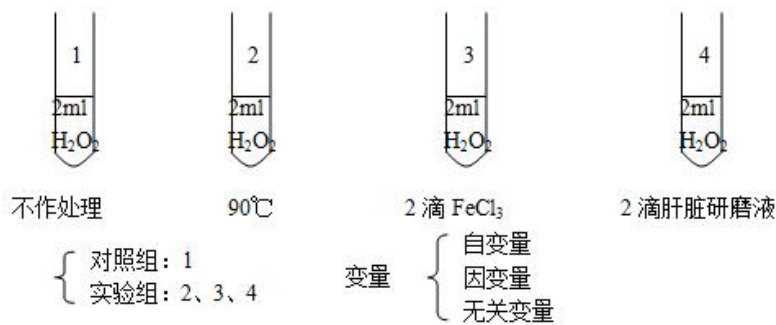 1 2 3 4
2ml 2ml 2ml 2ml
H₂O₂ H₂O₂ H₂O₂ H₂O₂
不作处理 90℃ 2 滴 FeCl₃ 2 滴肝脏研磨液
对照组：1
实验组：2、3、4
变量
自变量
因变量
无关变量